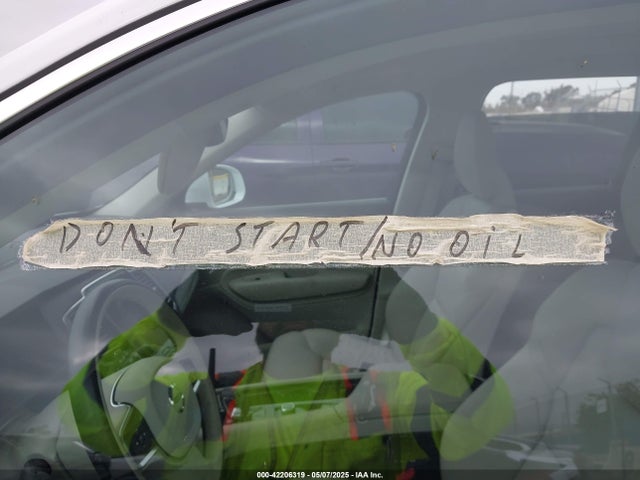 DON'T START/NO OiL
000-42206319 05/07/2025 IAA Inc.